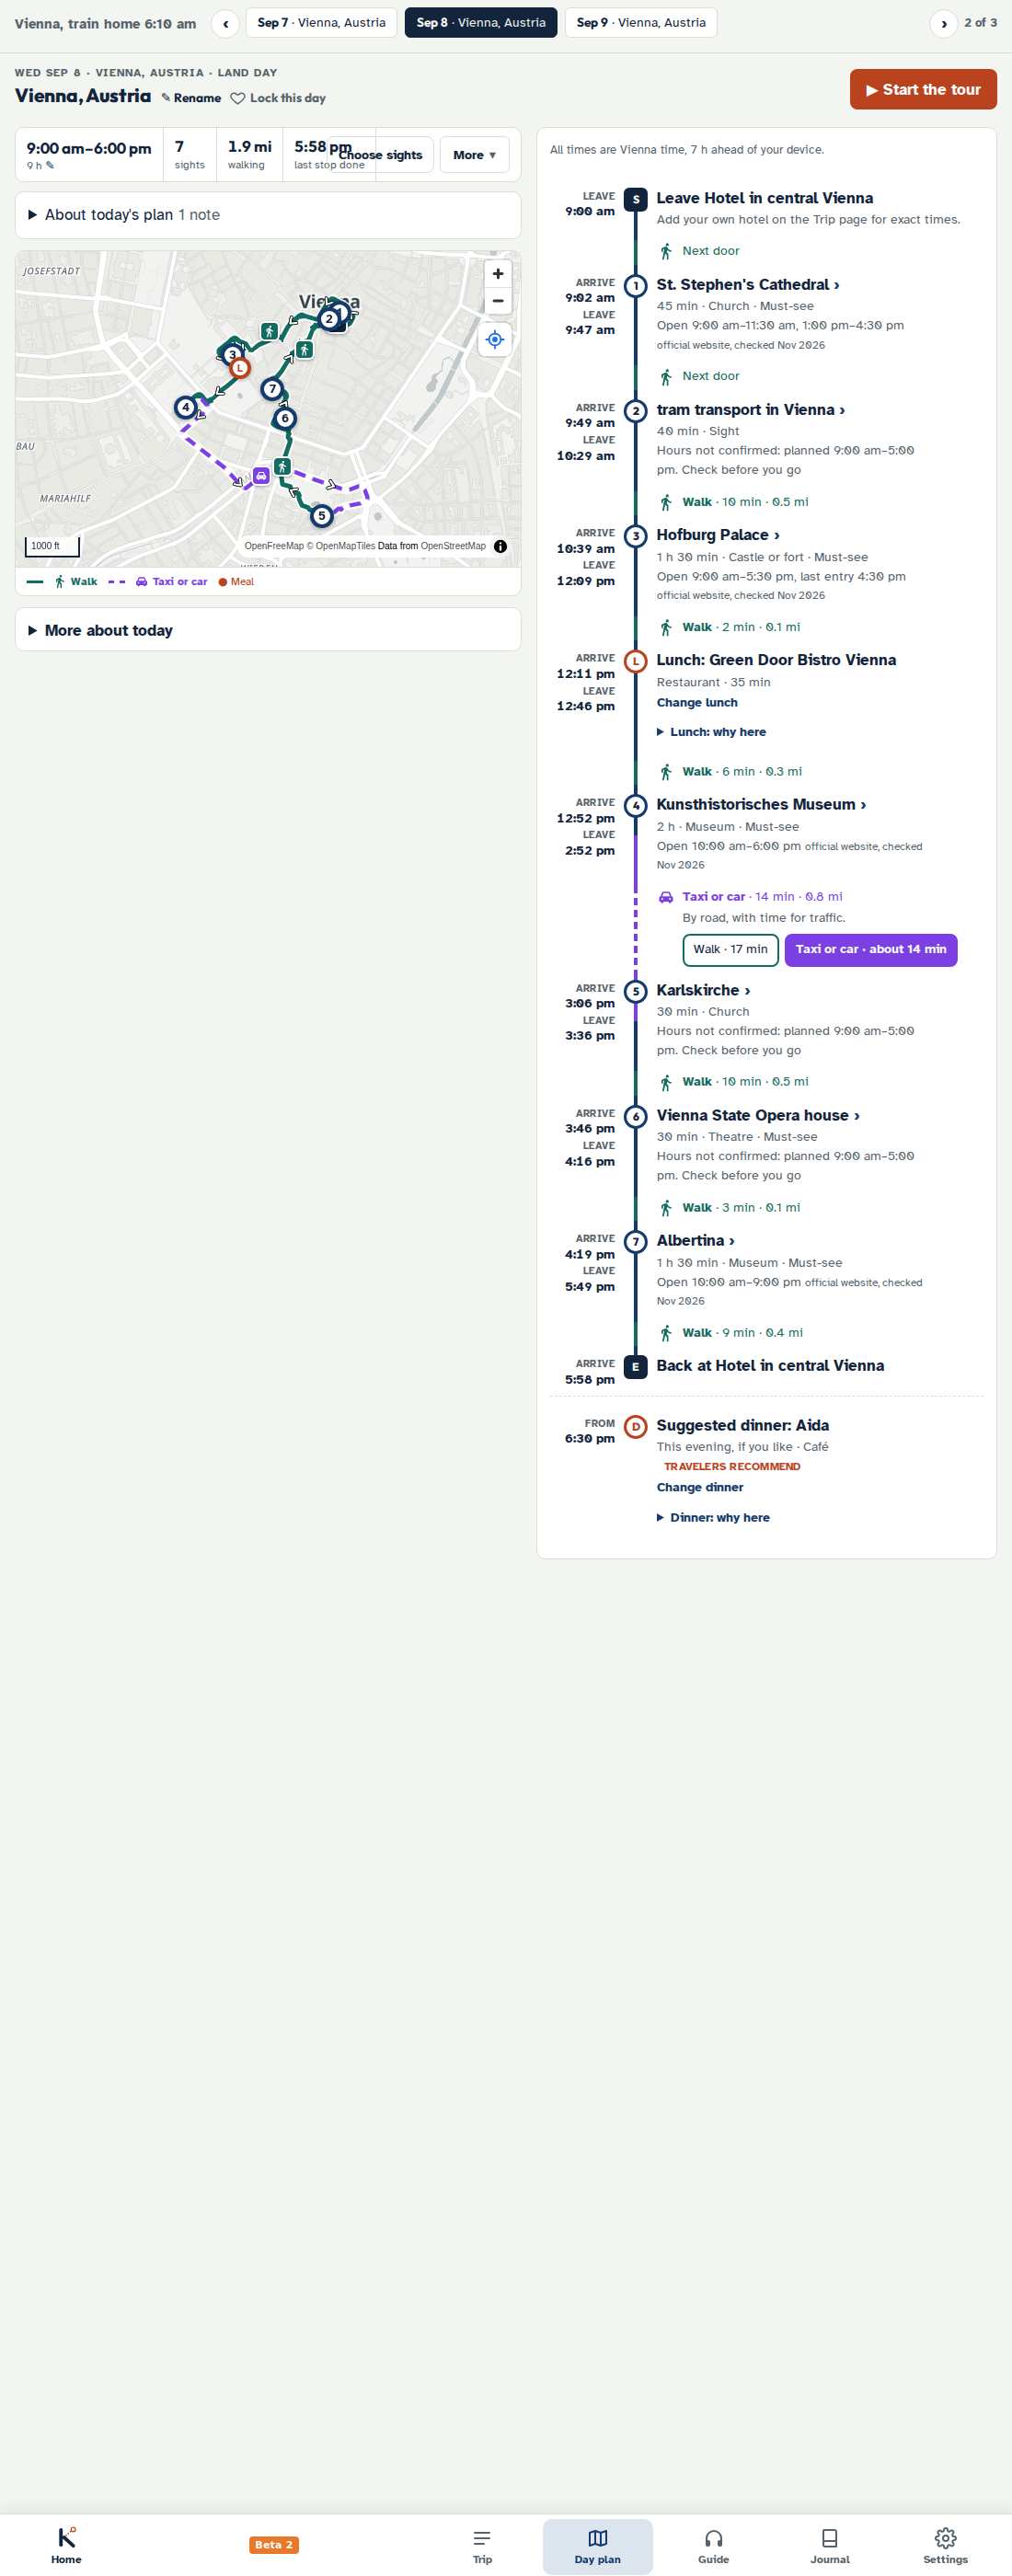 Vienna, train home 6:10 am
‹ Sep 7 · Vienna, Austria Sep 8 · Vienna, Austria Sep 9 · Vienna, Austria › 2 of 3
WED SEP 8 · VIENNA, AUSTRIA · LAND DAY
Vienna, Austria ✎ Rename Lock this day
▶ Start the tour
9:00 am–6:00 pm
9 h ✎
7
sights
1.9 mi
walking
5:58 pm
last stop done
Choose sights
More ▼
▶ About today's plan 1 note
JOSEFSTADT
2
3
L
7
4
6
BAU
MARIAHILF
5
+
−
1000 ft
OpenFreeMap © OpenMapTiles Data from OpenStreetMap
Walk Taxi or car Meal
▶ More about today
All times are Vienna time, 7 h ahead of your device.
LEAVE
9:00 am
S
Leave Hotel in central Vienna
Add your own hotel on the Trip page for exact times.
Next door
ARRIVE
9:02 am
LEAVE
9:47 am
1
St. Stephen's Cathedral ›
45 min · Church · Must-see
Open 9:00 am–11:30 am, 1:00 pm–4:30 pm
official website, checked Nov 2026
Next door
ARRIVE
9:49 am
LEAVE
10:29 am
2
tram transport in Vienna ›
40 min · Sight
Hours not confirmed: planned 9:00 am–5:00
pm. Check before you go
Walk · 10 min · 0.5 mi
ARRIVE
10:39 am
LEAVE
12:09 pm
3
Hofburg Palace ›
1 h 30 min · Castle or fort · Must-see
Open 9:00 am–5:30 pm, last entry 4:30 pm
official website, checked Nov 2026
Walk · 2 min · 0.1 mi
ARRIVE
12:11 pm
LEAVE
12:46 pm
L
Lunch: Green Door Bistro Vienna
Restaurant · 35 min
Change lunch
▶ Lunch: why here
Walk · 6 min · 0.3 mi
ARRIVE
12:52 pm
LEAVE
2:52 pm
4
Kunsthistorisches Museum ›
2 h · Museum · Must-see
Open 10:00 am–6:00 pm official website, checked
Nov 2026
Taxi or car · 14 min · 0.8 mi
By road, with time for traffic.
Walk · 17 min
Taxi or car · about 14 min
ARRIVE
3:06 pm
LEAVE
3:36 pm
5
Karlskirche ›
30 min · Church
Hours not confirmed: planned 9:00 am–5:00
pm. Check before you go
Walk · 10 min · 0.5 mi
ARRIVE
3:46 pm
LEAVE
4:16 pm
6
Vienna State Opera house ›
30 min · Theatre · Must-see
Hours not confirmed: planned 9:00 am–5:00
pm. Check before you go
Walk · 3 min · 0.1 mi
ARRIVE
4:19 pm
LEAVE
5:49 pm
7
Albertina ›
1 h 30 min · Museum · Must-see
Open 10:00 am–9:00 pm official website, checked
Nov 2026
Walk · 9 min · 0.4 mi
ARRIVE
5:58 pm
E
Back at Hotel in central Vienna
FROM
6:30 pm
D
Suggested dinner: Aida
This evening, if you like · Café
TRAVELERS RECOMMEND
Change dinner
▶ Dinner: why here
Home
Beta 2
Trip
Day plan
Guide
Journal
Settings